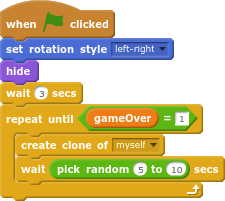 when clicked
set rotation style left-right
hide
wait 3 secs
repeat until gameOver = 1
create clone of myself
wait pick random 5 to 10 secs